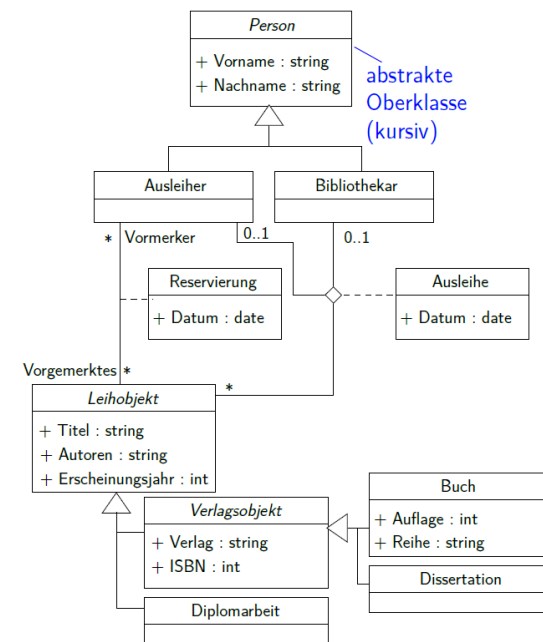 Person
+ Vorname : string
+ Nachname : string
abstrakte
Oberklasse
(kursiv)
Ausleiher
Bibliothekar
* Vormerker
0..1
0..1
Reservierung
+ Datum : date
Ausleihe
+ Datum : date
Vorgemerktes *
*
Leihobjekt
+ Titel : string
+ Autoren : string
+ Erscheinungsjahr : int
Verlagsobjekt
+ Verlag : string
+ ISBN : int
Buch
+ Auflage : int
+ Reihe : string
Dissertation
Diplomarbeit